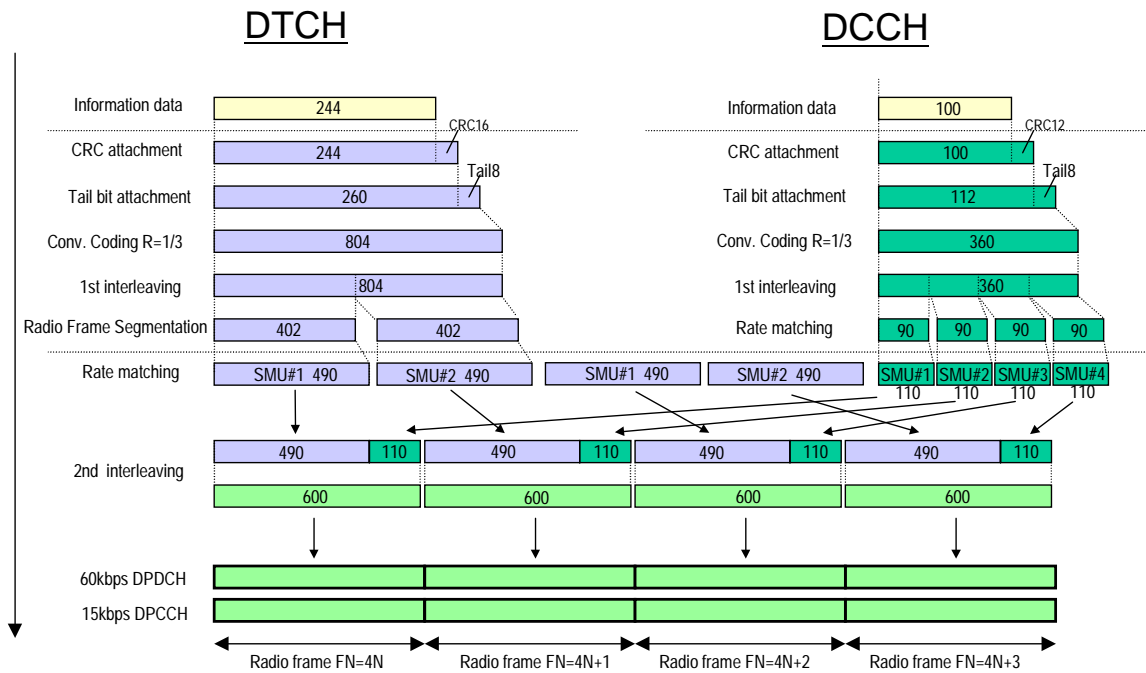 DTCH DCCH
Information data 244 Information data 100
CRC16 CRC12
CRC attachment 244 CRC attachment 100
Tail8 Tail8
Tail bit attachment 260 Tail bit attachment 112
Conv. Coding R=1/3 804 Conv. Coding R=1/3 360
1st interleaving 804 1st interleaving 360
Radio Frame Segmentation 402 402 Rate matching 90 90 90 90
Rate matching SMU#1 490 SMU#2 490 SMU#1 490 SMU#2 490 SMU#1 SMU#2 SMU#3 SMU#4
110 110 110 110
490 110 490 110 490 110 490 110
2nd interleaving
600 600 600 600
60kbps DPDCH
15kbps DPCCH
Radio frame FN=4N Radio frame FN=4N+1 Radio frame FN=4N+2 Radio frame FN=4N+3